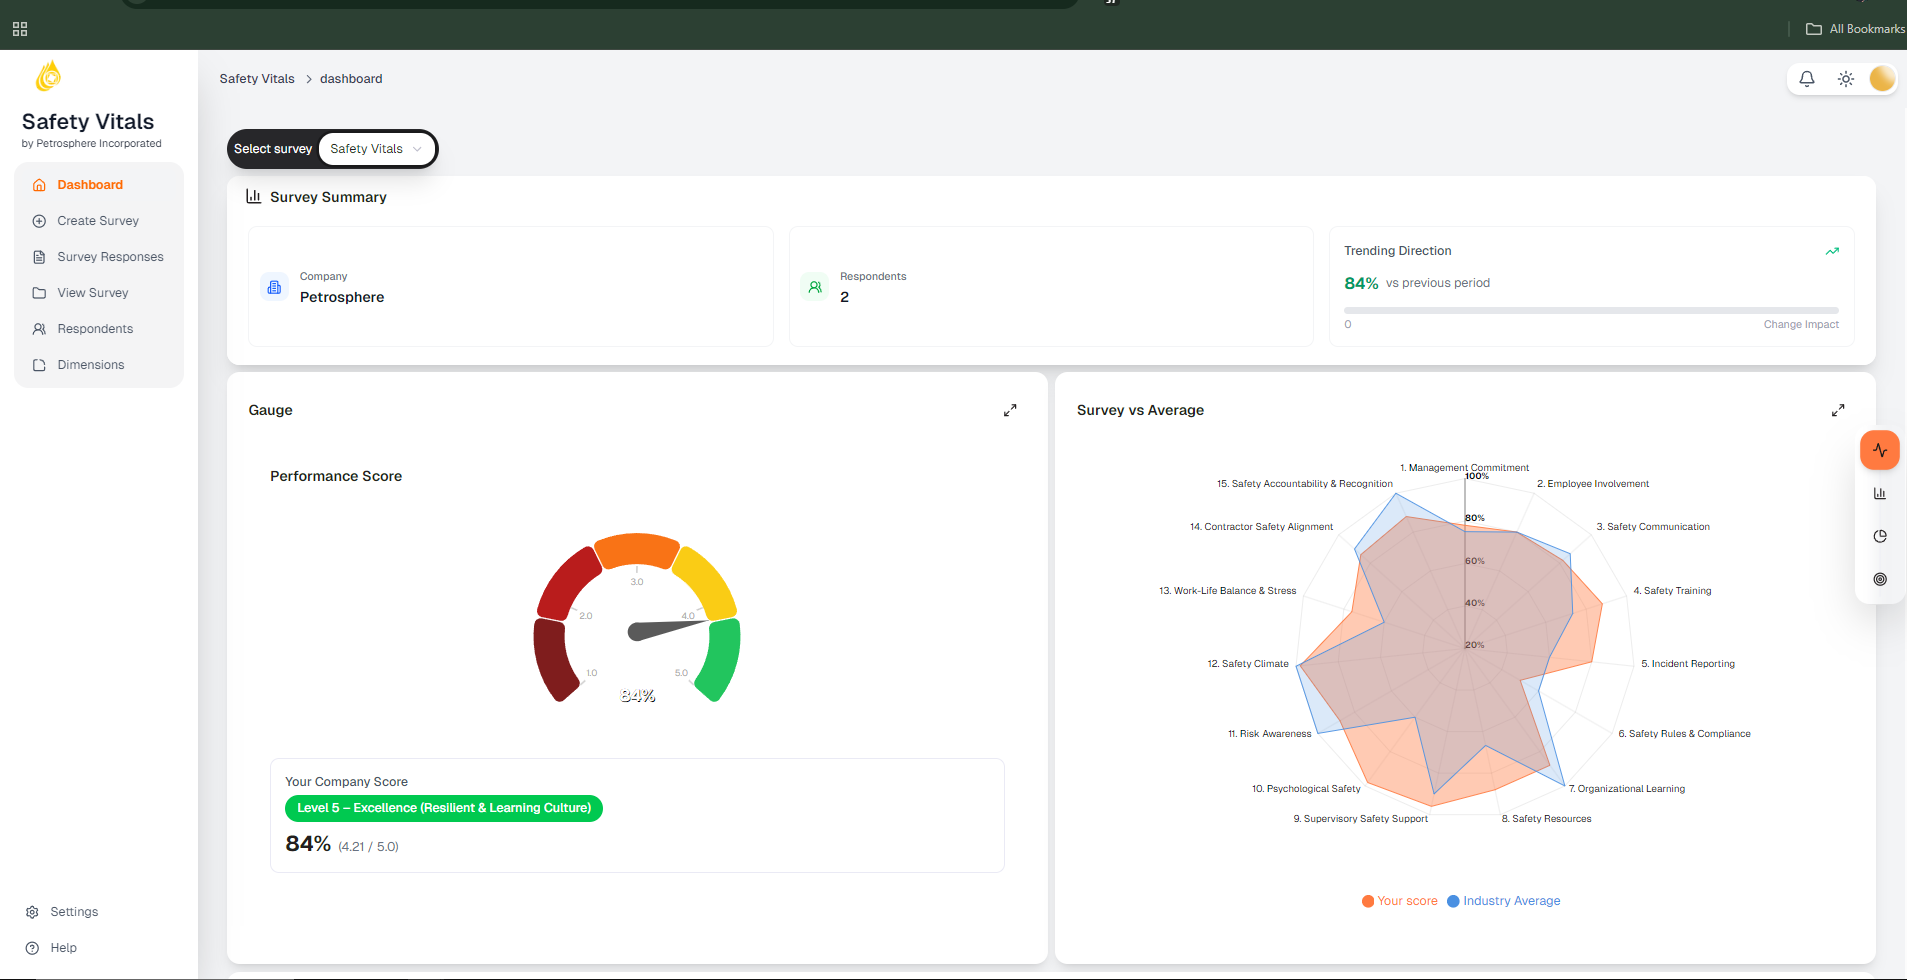 All Bookmarks
Safety Vitals
by Petrosphere Incorporated
Dashboard
Create Survey
Survey Responses
View Survey
Respondents
Dimensions
Settings
Help
Safety Vitals > dashboard
Select survey Safety Vitals
Survey Summary
Company
Petrosphere
Respondents
2
Trending Direction
84% vs previous period
0 Change Impact
Gauge
Performance Score
1.0
2.0
3.0
4.0
5.0
84%
Your Company Score
Level 5 – Excellence (Resilient & Learning Culture)
84% (4.21 / 5.0)
Survey vs Average
1. Management Commitment
2. Employee Involvement
3. Safety Communication
4. Safety Training
5. Incident Reporting
6. Safety Rules & Compliance
7. Organizational Learning
8. Safety Resources
9. Supervisory Safety Support
10. Psychological Safety
11. Risk Awareness
12. Safety Climate
13. Work-Life Balance & Stress
14. Contractor Safety Alignment
15. Safety Accountability & Recognition
100%
80%
60%
40%
20%
Your score Industry Average